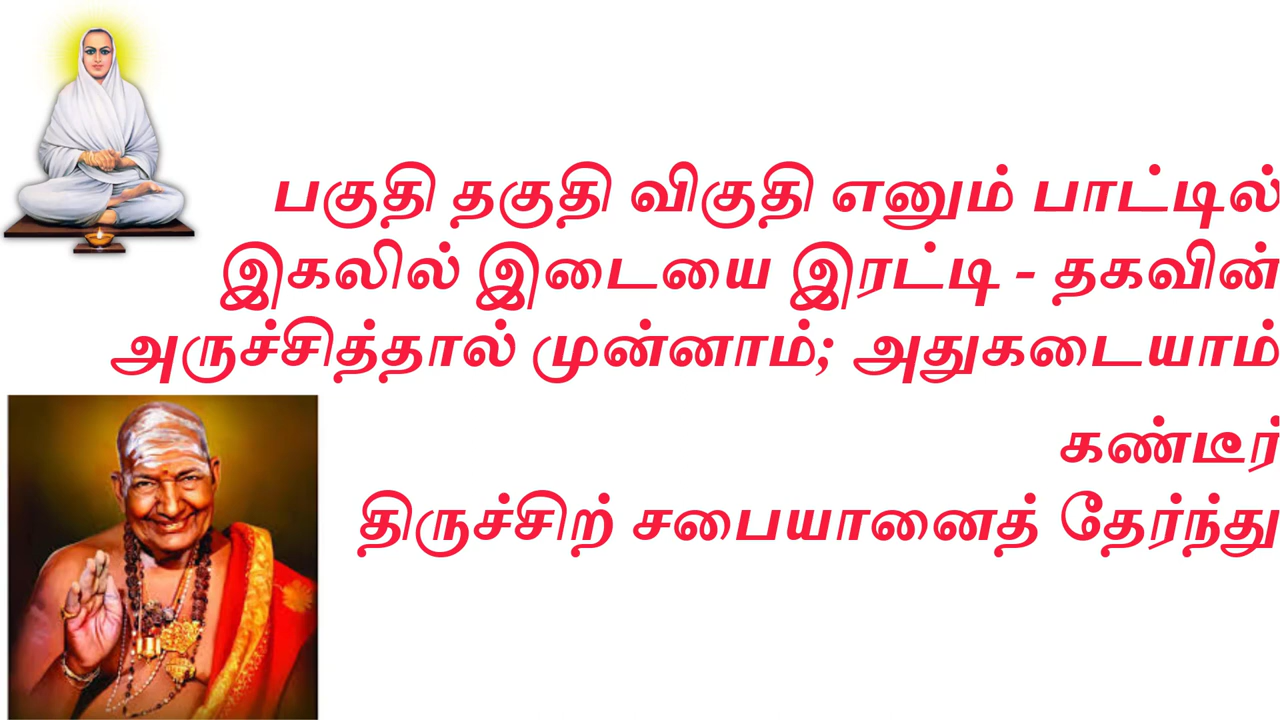 பகுதி தகுதி விகுதி எனும் பாட்டில்
இகலில் இடையை இரட்டி - தகவின்
அருச்சித்தால் முன்னாம்; அதுகடையாம்
கண்டீர்
திருச்சிற் சபையானைத் தேர்ந்து